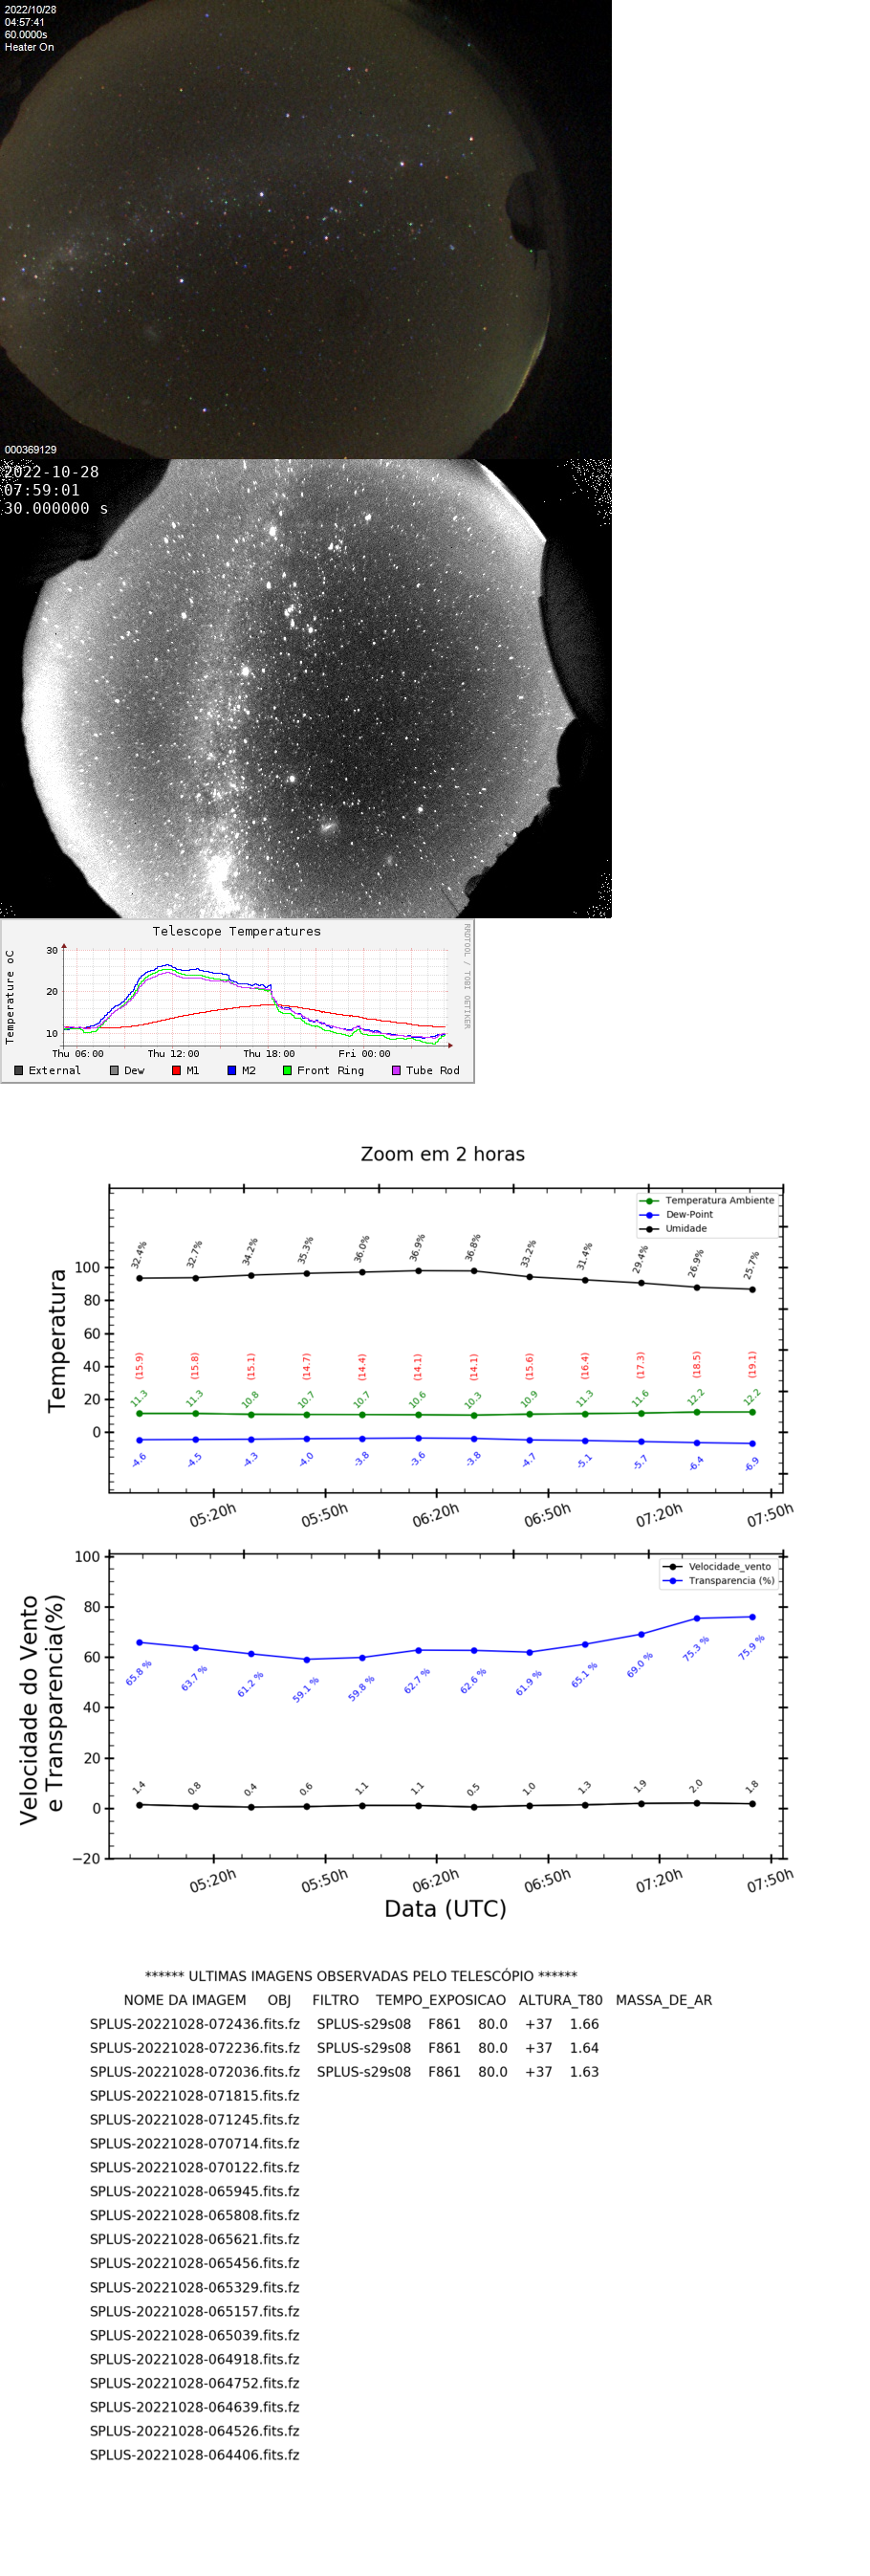 2022/10/28
04:57:41
60.0000s
Heater On
000369129
2022-10-28
07:59:01
30.000000 s
Telescope Temperatures
RRDTOOL / TOBI OETIKER
Temperature oC
30
20
10
Thu 06:00 Thu 12:00 Thu 18:00 Fri 00:00
External Dew M1 M2 Front Ring Tube Rod
Zoom em 2 horas
Temperatura Ambiente
Dew-Point
Umidade
Temperatura
100
80
60
40
20
0
32.4% 32.7% 34.2% 35.3% 36.0% 36.9% 36.8% 33.2% 31.4% 29.4% 26.9% 25.7%
(15.9) (15.8) (15.1) (14.7) (14.4) (14.1) (14.1) (15.6) (16.4) (17.3) (18.5) (19.1)
11.3 11.3 10.8 10.7 10.7 10.6 10.3 10.9 11.3 11.6 12.2 12.2
-4.6 -4.5 -4.3 -4.0 -3.8 -3.6 -3.8 -4.7 -5.1 -5.7 -6.4 -6.9
05:20h 05:50h 06:20h 06:50h 07:20h 07:50h
Velocidade_vento
Transparencia (%)
Velocidade do Vento
e Transparencia(%)
100
80
60
40
20
0
−20
65.8 % 63.7 % 61.2 % 59.1 % 59.8 % 62.7 % 62.6 % 61.9 % 65.1 % 69.0 % 75.3 % 75.9 %
1.4 0.8 0.4 0.6 1.1 1.1 0.5 1.0 1.3 1.9 2.0 1.8
05:20h 05:50h 06:20h 06:50h 07:20h 07:50h
Data (UTC)
****** ULTIMAS IMAGENS OBSERVADAS PELO TELESCÓPIO ******
NOME DA IMAGEM OBJ FILTRO TEMPO_EXPOSICAO ALTURA_T80 MASSA_DE_AR
SPLUS-20221028-072436.fits.fz SPLUS-s29s08 F861 80.0 +37 1.66
SPLUS-20221028-072236.fits.fz SPLUS-s29s08 F861 80.0 +37 1.64
SPLUS-20221028-072036.fits.fz SPLUS-s29s08 F861 80.0 +37 1.63
SPLUS-20221028-071815.fits.fz
SPLUS-20221028-071245.fits.fz
SPLUS-20221028-070714.fits.fz
SPLUS-20221028-070122.fits.fz
SPLUS-20221028-065945.fits.fz
SPLUS-20221028-065808.fits.fz
SPLUS-20221028-065621.fits.fz
SPLUS-20221028-065456.fits.fz
SPLUS-20221028-065329.fits.fz
SPLUS-20221028-065157.fits.fz
SPLUS-20221028-065039.fits.fz
SPLUS-20221028-064918.fits.fz
SPLUS-20221028-064752.fits.fz
SPLUS-20221028-064639.fits.fz
SPLUS-20221028-064526.fits.fz
SPLUS-20221028-064406.fits.fz